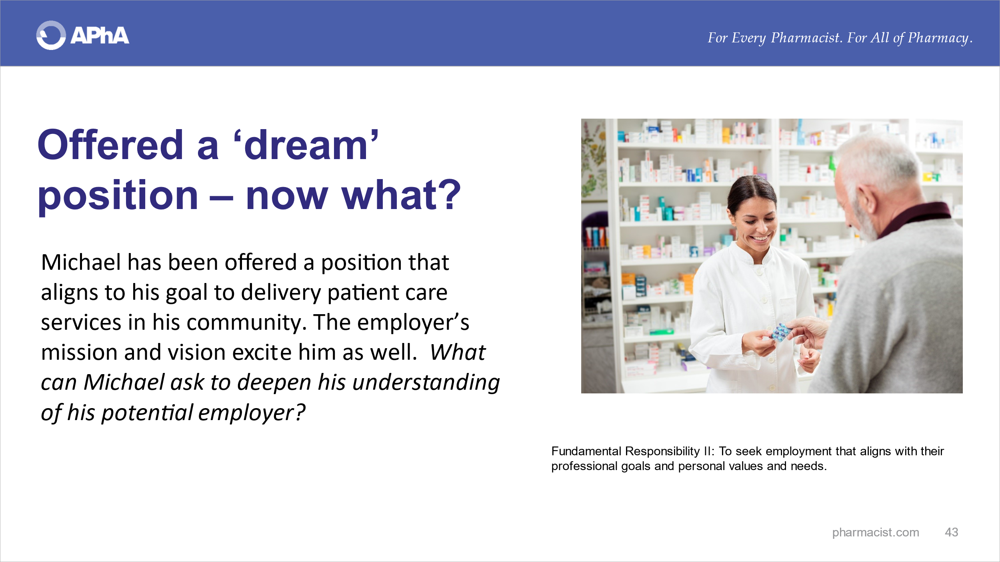 APhA
For Every Pharmacist. For All of Pharmacy.
Offered a ‘dream’
position – now what?
Michael has been offered a position that
aligns to his goal to delivery patient care
services in his community. The employer’s
mission and vision excite him as well.  What
can Michael ask to deepen his understanding
of his potential employer?
Fundamental Responsibility II: To seek employment that aligns with their
professional goals and personal values and needs.
pharmacist.com 43